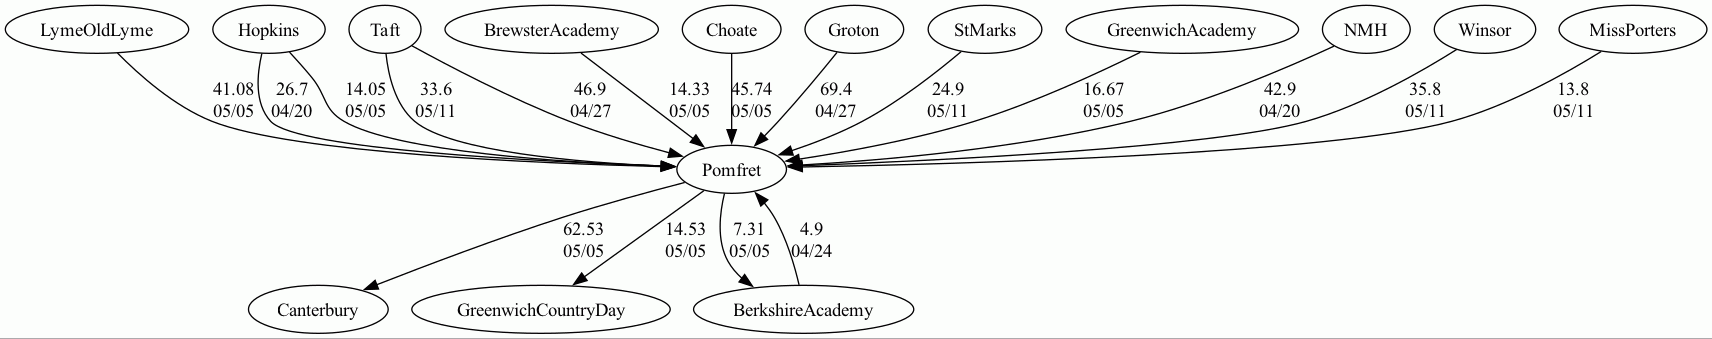 LymeOldLyme
Hopkins
Taft
BrewsterAcademy
Choate
Groton
StMarks
GreenwichAcademy
NMH
Winsor
MissPorters
41.08
05/05
26.7
04/20
14.05
05/05
33.6
05/11
46.9
04/27
14.33
05/05
45.74
05/05
69.4
04/27
24.9
05/11
16.67
05/05
42.9
04/20
35.8
05/11
13.8
05/11
Pomfret
62.53
05/05
14.53
05/05
7.31
05/05
4.9
04/24
Canterbury
GreenwichCountryDay
BerkshireAcademy